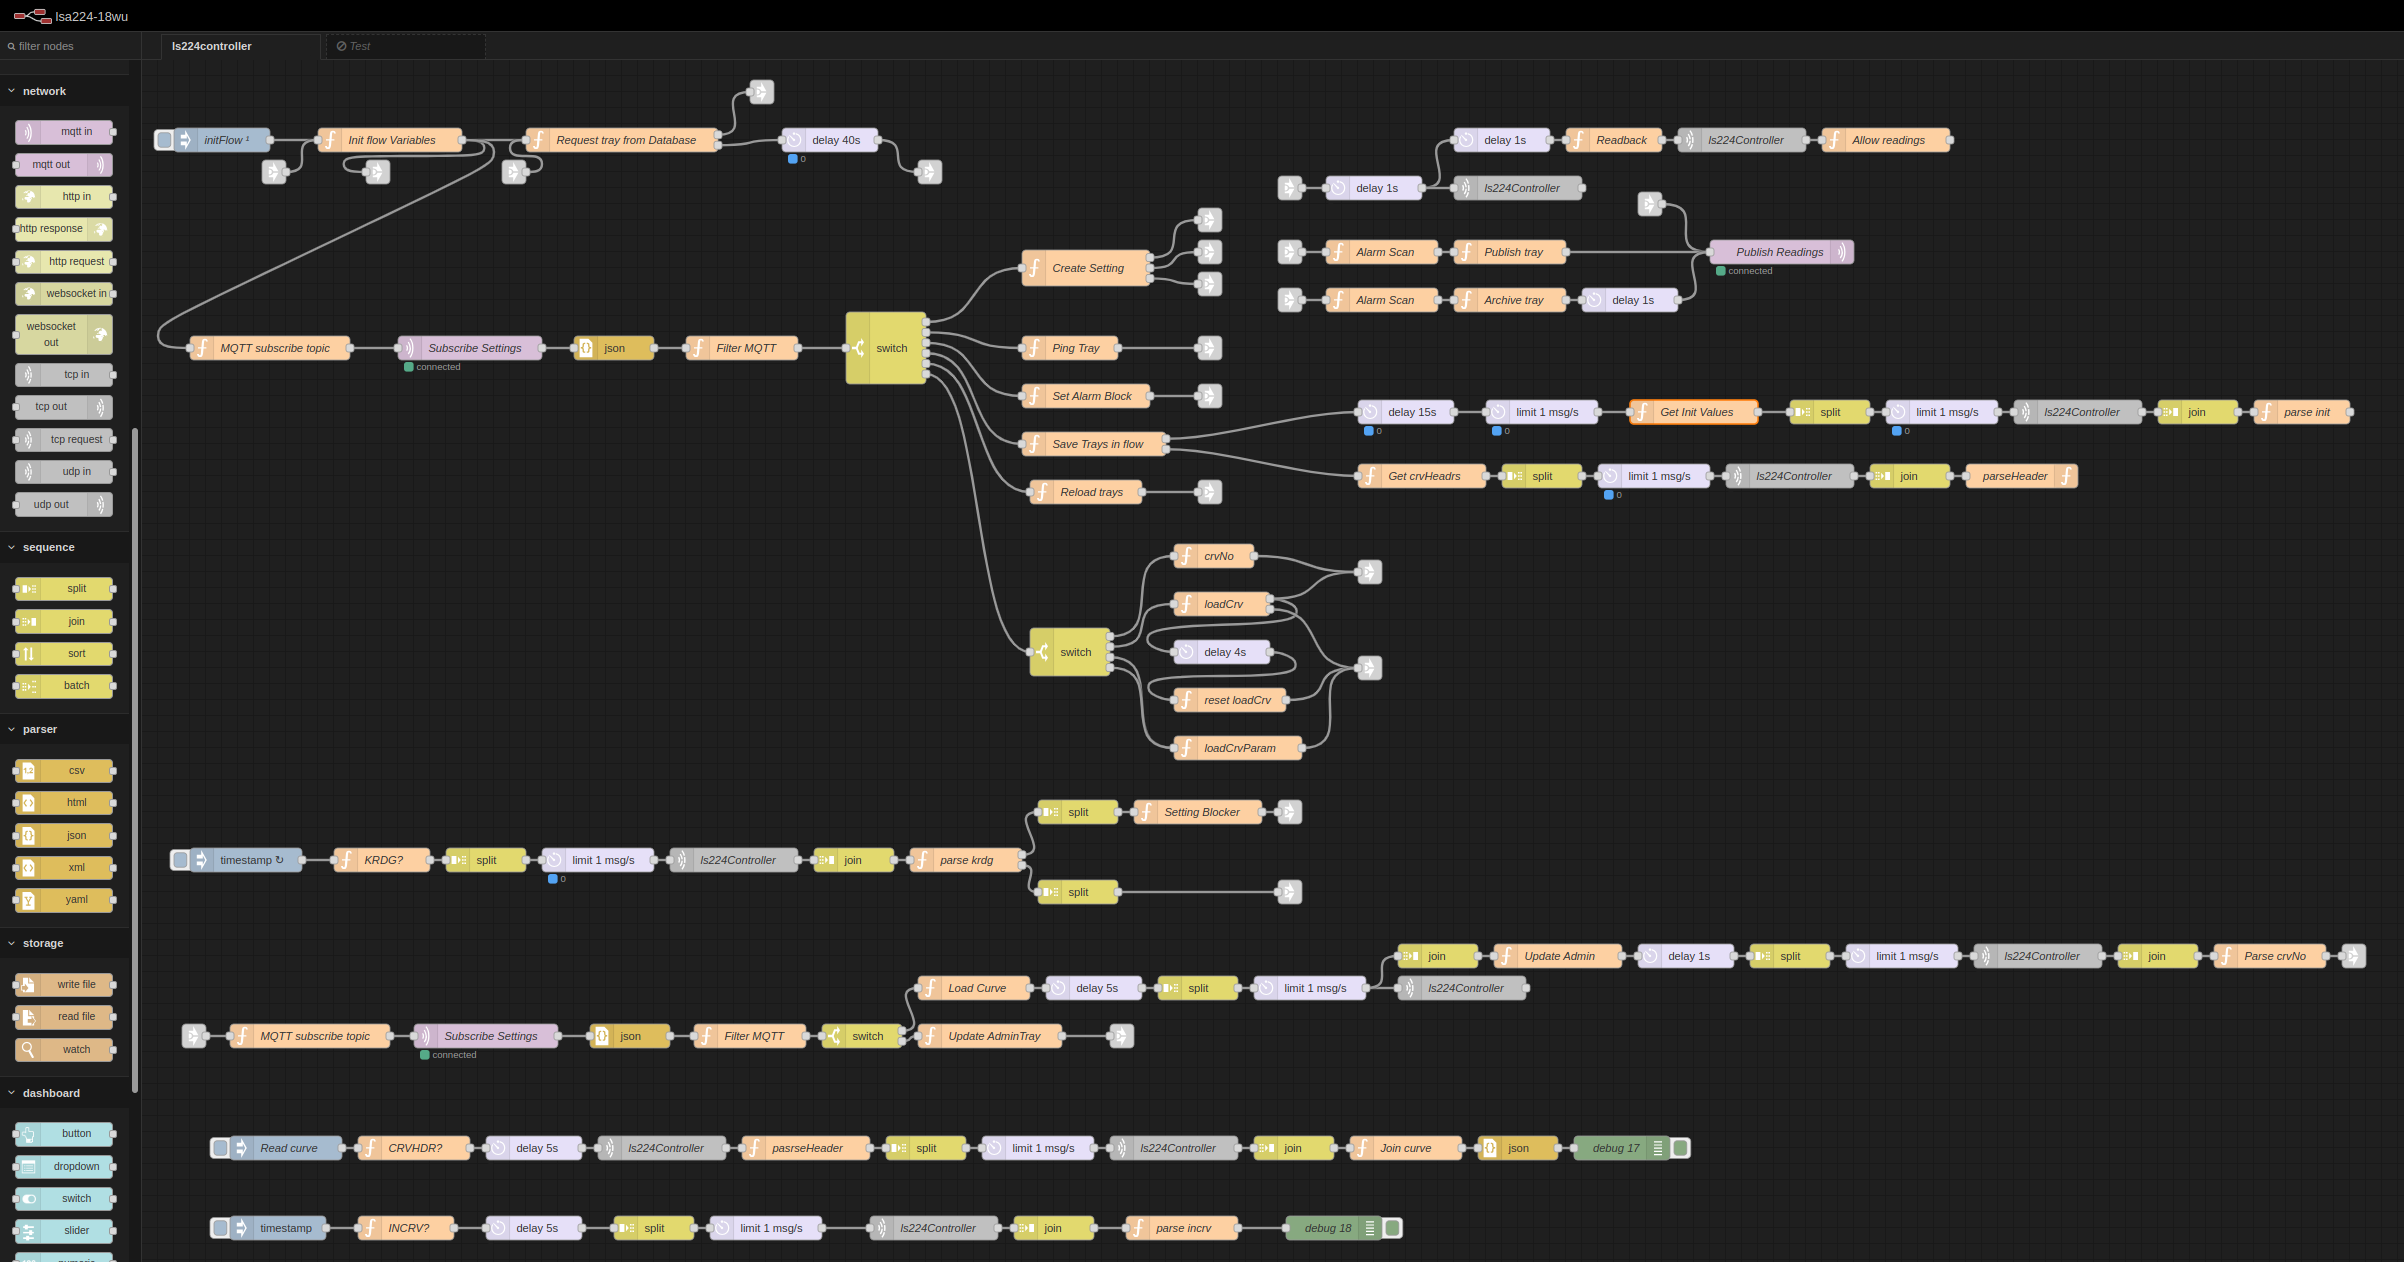 lsa224-18wu
filter nodes
ls224controller
Test
network
mqtt in
mqtt out
http in
http response
http request
websocket in
websocket
out
tcp in
tcp out
tcp request
udp in
udp out
sequence
split
join
sort
batch
parser
csv
html
json
xml
yaml
storage
write file
read file
watch
dashboard
button
dropdown
switch
slider
initFlow ¹
Init flow Variables
Request tray from Database
delay 40s
0
delay 1s
Readback
ls224Controller
Allow readings
delay 1s
ls224Controller
Alarm Scan
Publish tray
Publish Readings
connected
Alarm Scan
Archive tray
delay 1s
MQTT subscribe topic
Subscribe Settings
connected
json
Filter MQTT
switch
Create Setting
Ping Tray
Set Alarm Block
Save Trays in flow
Reload trays
delay 15s
0
limit 1 msg/s
0
Get Init Values
split
limit 1 msg/s
0
ls224Controller
join
parse init
Get crvHeadrs
split
limit 1 msg/s
0
ls224Controller
join
parseHeader
switch
crvNo
loadCrv
delay 4s
reset loadCrv
loadCrvParam
timestamp ↻
KRDG?
split
limit 1 msg/s
0
ls224Controller
join
parse krdg
split
Setting Blocker
split
join
Update Admin
delay 1s
split
limit 1 msg/s
ls224Controller
join
Parse crvNo
Load Curve
delay 5s
split
limit 1 msg/s
ls224Controller
MQTT subscribe topic
Subscribe Settings
connected
json
Filter MQTT
switch
Update AdminTray
Read curve
CRVHDR?
delay 5s
ls224Controller
pasrseHeader
split
limit 1 msg/s
ls224Controller
join
Join curve
json
debug 17
timestamp
INCRV?
delay 5s
split
limit 1 msg/s
ls224Controller
join
parse incrv
debug 18